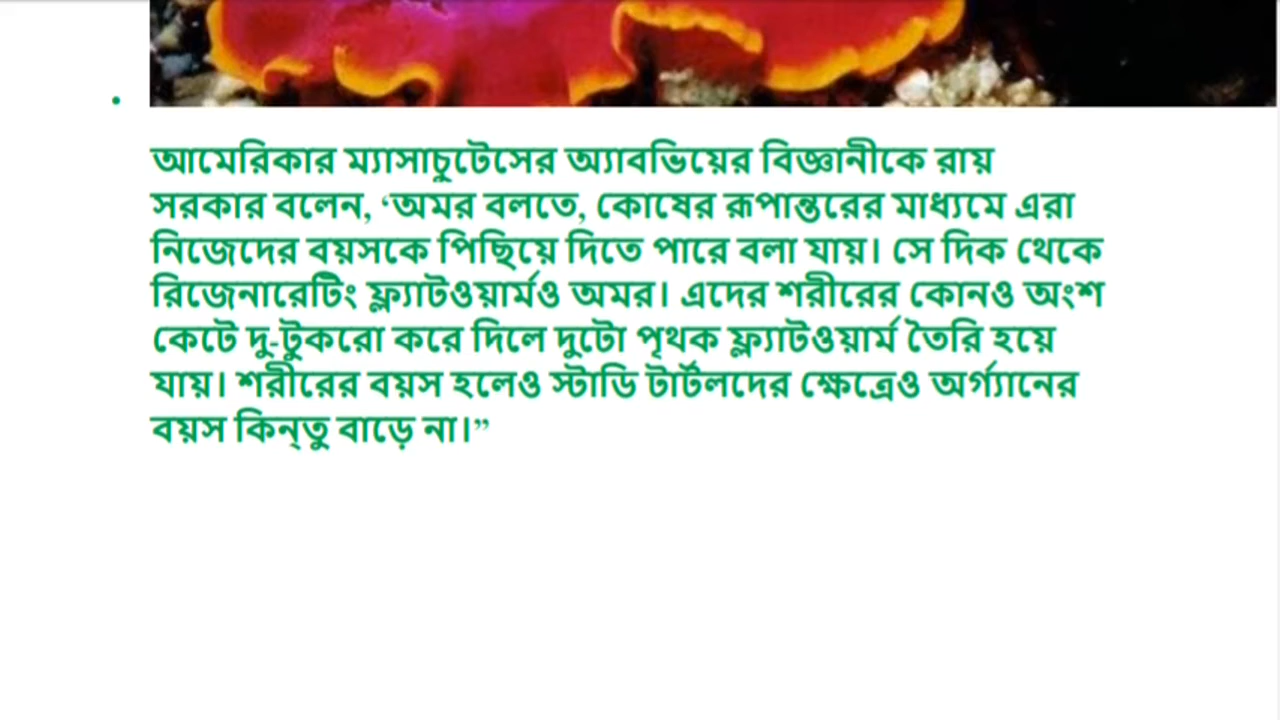 আমেরিকার ম্যাসাচুটেসের অ্যাবভিয়ের বিজ্ঞানীকে রায়
সরকার বলেন, ‘অমর বলতে, কোষের রূপান্তরের মাধ্যমে এরা
নিজেদের বয়সকে পিছিয়ে দিতে পারে বলা যায়। সে দিক থেকে
রিজেনারেটিং ফ্ল্যাটওয়ার্মও অমর। এদের শরীরের কোনও অংশ
কেটে দু-টুকরো করে দিলে দুটো পৃথক ফ্ল্যাটওয়ার্ম তৈরি হয়ে
যায়। শরীরের বয়স হলেও স্টাডি টার্টলদের ক্ষেত্রেও অর্গ্যানের
বয়স কিন্‌তু বাড়ে না।”